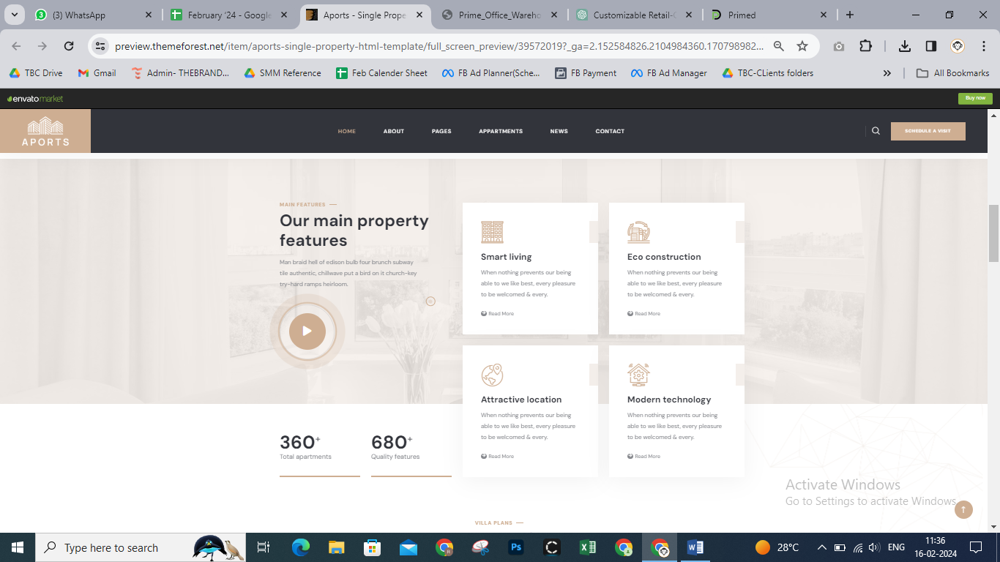 (3) WhatsApp
February '24 - Google
Aports - Single Prope
Prime_Office_Wareho
Customizable Retail-C
Primed
preview.themeforest.net/item/aports-single-property-html-template/full_screen_preview/39572019?_ga=2.152584826.2104984360.170798982...
TBC Drive
Gmail
Admin- THEBRAND...
SMM Reference
Feb Calender Sheet
FB Ad Planner(Sche...
FB Payment
FB Ad Manager
TBC-CLients folders
All Bookmarks
envatomarket
Buy now
APORTS
HOME
ABOUT
PAGES
APPARTMENTS
NEWS
CONTACT
SCHEDULE A VISIT
MAIN FEATURES
Our main property
features
Man braid hell of edison bulb four brunch subway
tile authentic, chillwave put a bird on it church-key
try-hard ramps heirloom.
Smart living
When nothing prevents our being
able to we like best, every pleasure
to be welcomed & every.
Read More
Eco construction
When nothing prevents our being
able to we like best, every pleasure
to be welcomed & every.
Read More
Attractive location
When nothing prevents our being
able to we like best, every pleasure
to be welcomed & every.
Read More
Modern technology
When nothing prevents our being
able to we like best, every pleasure
to be welcomed & every.
Read More
360+
Total apartments
680+
Quality features
VILLA PLANS
Activate Windows
Go to Settings to activate Windows.
Type here to search
28°C
ENG
11:36
16-02-2024